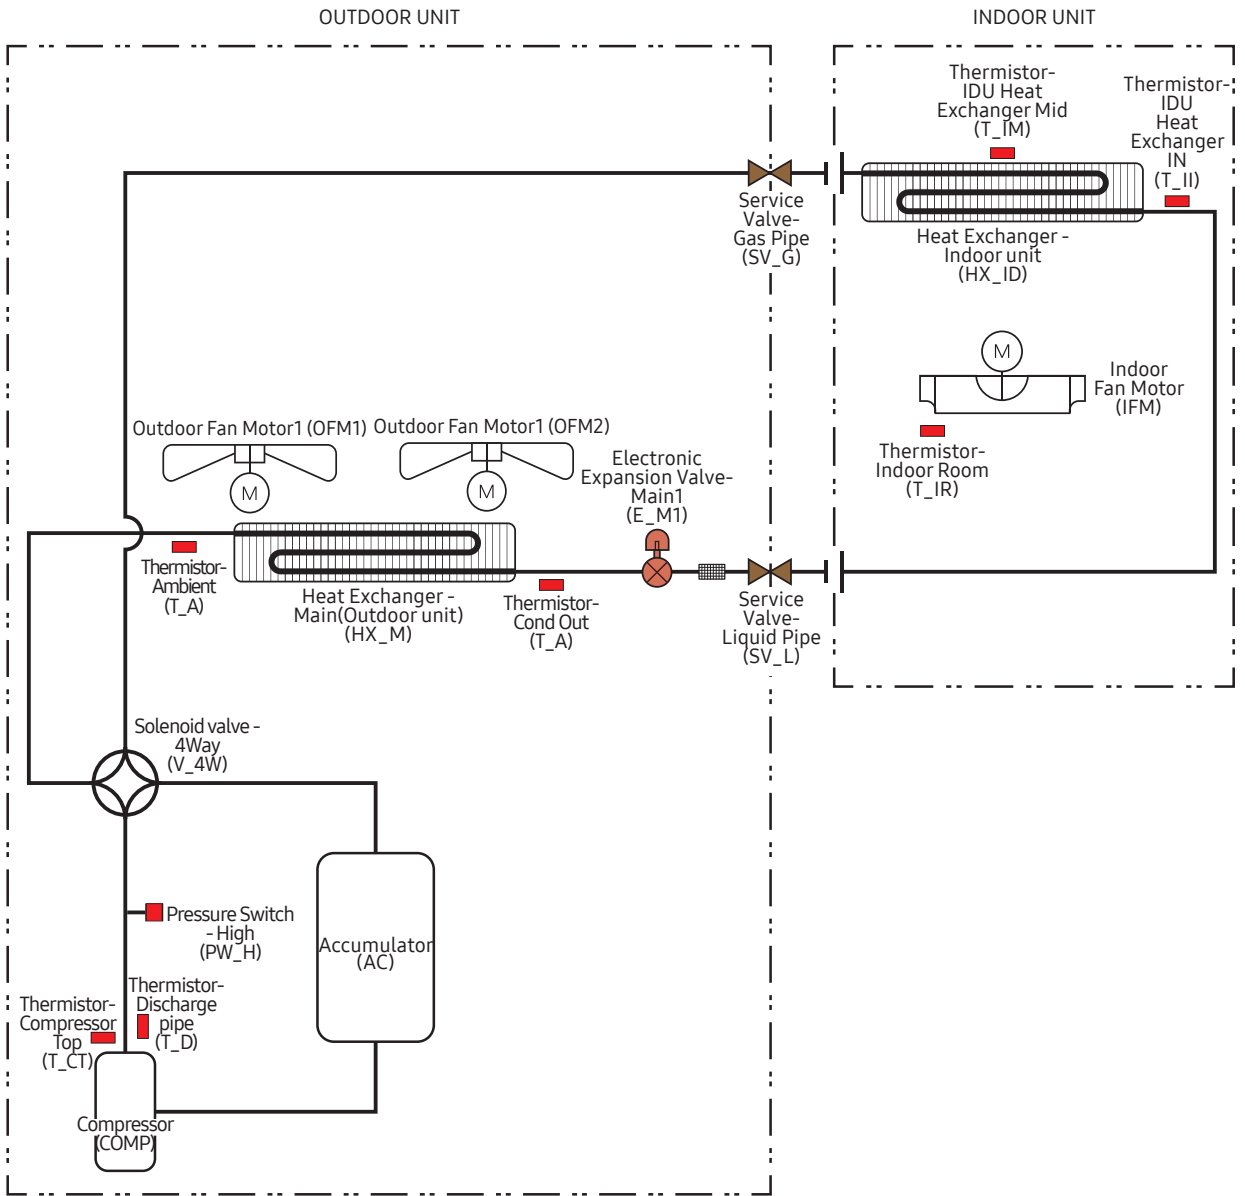 OUTDOOR UNIT
INDOOR UNIT
Thermistor-
IDU Heat
Exchanger Mid
(T_IM)
Thermistor-
IDU
Heat
Exchanger
IN
(T_II)
Service
Valve-
Gas Pipe
(SV_G)
Heat Exchanger -
Indoor unit
(HX_ID)
M
Indoor
Fan Motor
(IFM)
Thermistor-
Indoor Room
(T_IR)
Outdoor Fan Motor1 (OFM1)
M
Outdoor Fan Motor1 (OFM2)
M
Electronic
Expansion Valve-
Main1
(E_M1)
Thermistor-
Ambient
(T_A)
Heat Exchanger -
Main(Outdoor unit)
(HX_M)
Thermistor-
Cond Out
(T_A)
Service
Valve-
Liquid Pipe
(SV_L)
Solenoid valve -
4Way
(V_4W)
Pressure Switch
- High
(PW_H)
Accumulator
(AC)
Thermistor-
Compressor
Top
(T_CT)
Thermistor-
Discharge
pipe
(T_D)
Compressor
(COMP)